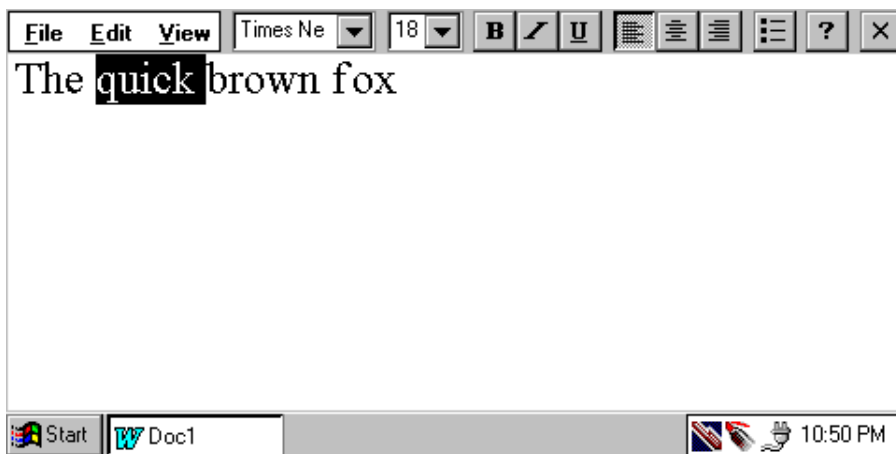 File Edit View Times Ne 18 B I U ? ×
The quick brown fox
Start Doc1 10:50 PM